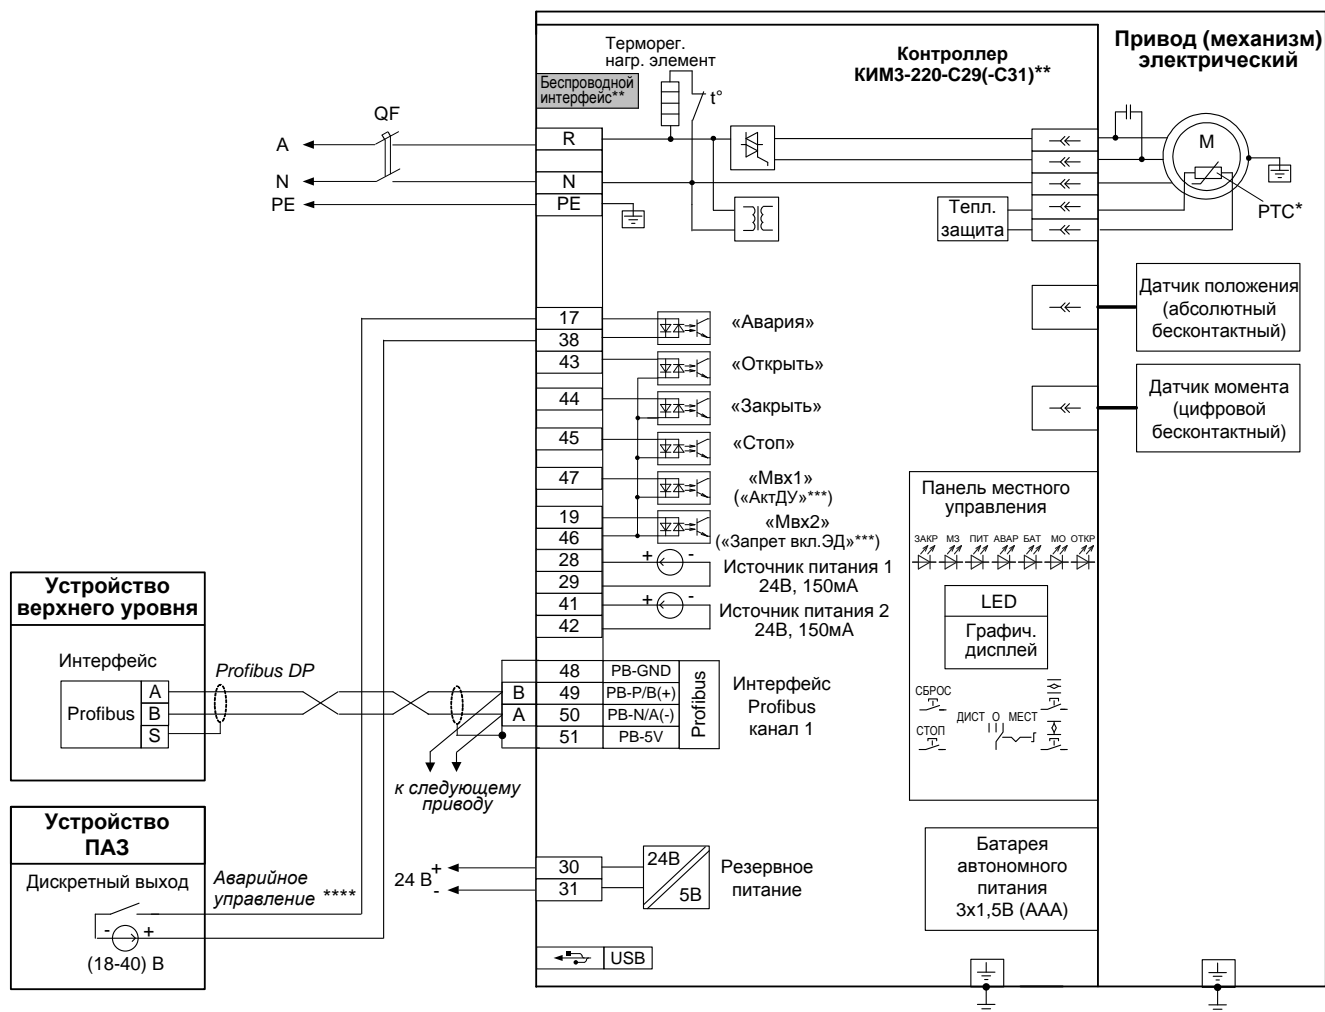 Терморег.
нагр. элемент
Контроллер
КИМ3-220-С29(-С31)**
Привод (механизм)
электрический
Беспроводной
интерфейс**
t°
QF
A
R
M
N
N
PE
PE
Тепл.
защита
PTC*
Датчик положения
(абсолютный
бесконтактный)
17
38
«Авария»
43
«Открыть»
44
«Закрыть»
Датчик момента
(цифровой
бесконтактный)
45
«Стоп»
47
«Мвх1»
(«АктДУ»***)
19
46
«Мвх2»
(«Запрет вкл.ЭД»***)
28
29
+
-
Источник питания 1
24В, 150мА
41
42
+
-
Источник питания 2
24В, 150мА
Панель местного
управления
ЗАКР МЗ ПИТ АВАР БАТ МО ОТКР
LED
Графич.
дисплей
СБРОС
СТОП
ДИСТ О МЕСТ
Устройство
верхнего уровня
Интерфейс
Profibus
A
B
S
Profibus DP
48 PB-GND
B 49 PB-P/B(+)
A 50 PB-N/A(-)
51 PB-5V
Profibus
Интерфейс
Profibus
канал 1
к следующему
приводу
Устройство
ПАЗ
Дискретный выход
- +
(18-40) В
Аварийное
управление ****
24 В
+
-
30
31
24В
5В
Резервное
питание
Батарея
автономного
питания
3х1,5В (ААА)
USB